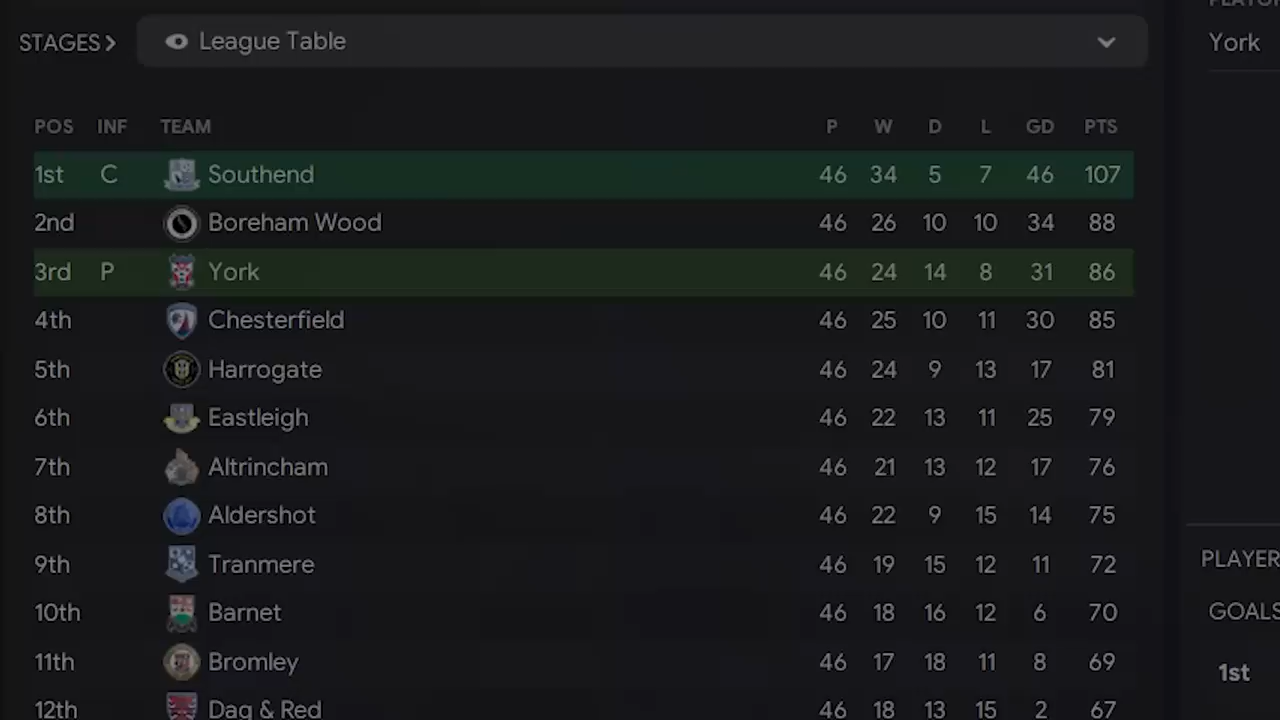 STAGES> League Table
York
POS INF TEAM P W D L GD PTS
1st C Southend 46 34 5 7 46 107
2nd Boreham Wood 46 26 10 10 34 88
3rd P York 46 24 14 8 31 86
4th Chesterfield 46 25 10 11 30 85
5th Harrogate 46 24 9 13 17 81
6th Eastleigh 46 22 13 11 25 79
7th Altrincham 46 21 13 12 17 76
8th Aldershot 46 22 9 15 14 75
9th Tranmere 46 19 15 12 11 72
10th Barnet 46 18 16 12 6 70
11th Bromley 46 17 18 11 8 69
12th Dag & Red 46 18 13 15 2 67
PLAYER
GOALS
1st